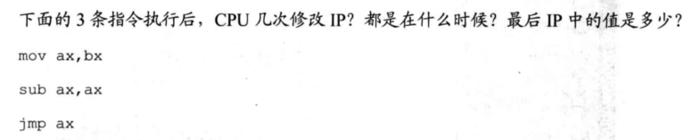 下面的 3 条指令执行后，CPU 几次修改 IP？都是在什么时候？最后 IP 中的值是多少？
mov ax,bx
sub ax,ax
jmp ax